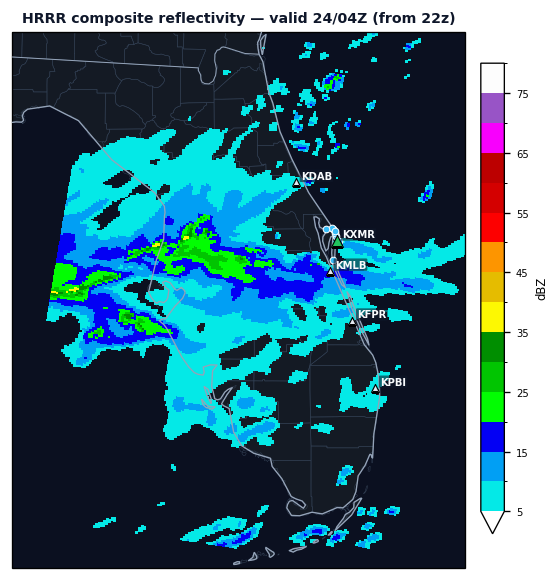 HRRR composite reflectivity — valid 24/04Z (from 22z)
KDAB
KXMR
KMLB
KFPR
KPBI
75
65
55
45
35
25
15
5
dBZ